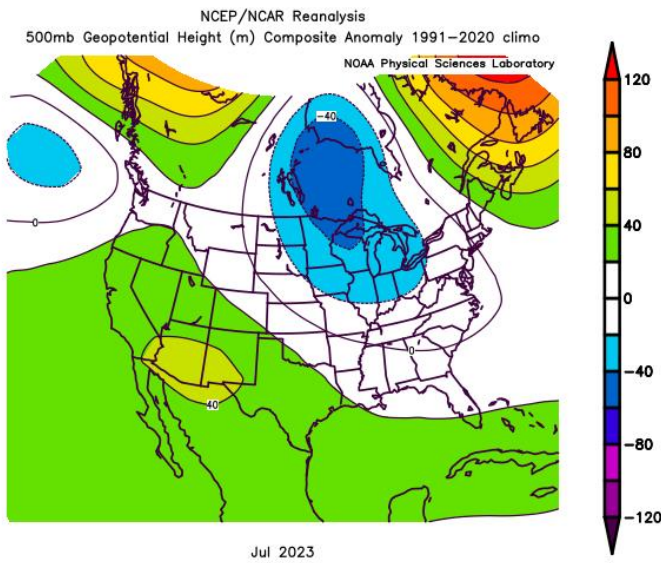 NCEP/NCAR Reanalysis
500mb Geopotential Height (m) Composite Anomaly 1991-2020 climo
NOAA Physical Sciences Laboratory
-40
0
0
40
120
80
40
0
-40
-80
-120
Jul 2023